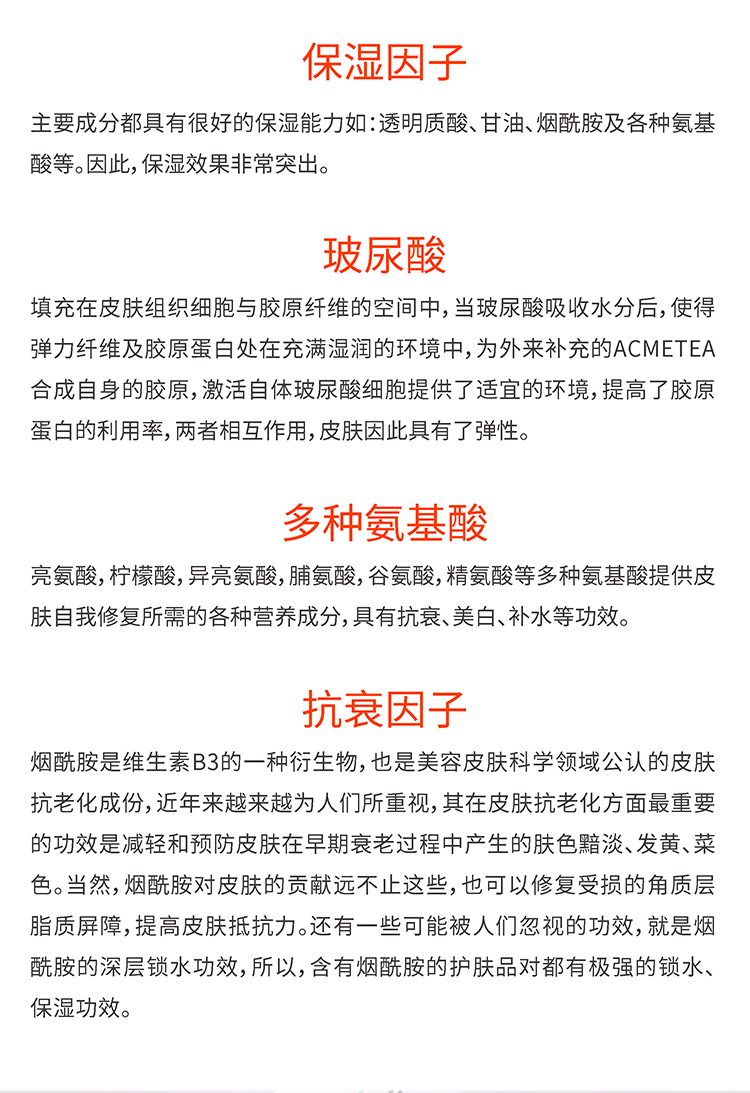 保湿因子
主要成分都具有很好的保湿能力如：透明质酸、甘油、烟酰胺及各种氨基
酸等。因此，保湿效果非常突出。
玻尿酸
填充在皮肤组织细胞与胶原纤维的空间中，当玻尿酸吸收水分后，使得
弹力纤维及胶原蛋白处在充满湿润的环境中，为外来补充的ACMETEA
合成自身的胶原，激活自体玻尿酸细胞提供了适宜的环境，提高了胶原
蛋白的利用率，两者相互作用，皮肤因此具有了弹性。
多种氨基酸
亮氨酸，柠檬酸，异亮氨酸，脯氨酸，谷氨酸，精氨酸等多种氨基酸提供皮
肤自我修复所需的各种营养成分，具有抗衰、美白、补水等功效。
抗衰因子
烟酰胺是维生素B3的一种衍生物，也是美容皮肤科学领域公认的皮肤
抗老化成份，近年来越来越为人们所重视，其在皮肤抗老化方面最重要
的功效是减轻和预防皮肤在早期衰老过程中产生的肤色黯淡、发黄、菜
色。当然，烟酰胺对皮肤的贡献远不止这些，也可以修复受损的角质层
脂质屏障，提高皮肤抵抗力。还有一些可能被人们忽视的功效，就是烟
酰胺的深层锁水功效，所以，含有烟酰胺的护肤品对都有极强的锁水、
保湿功效。